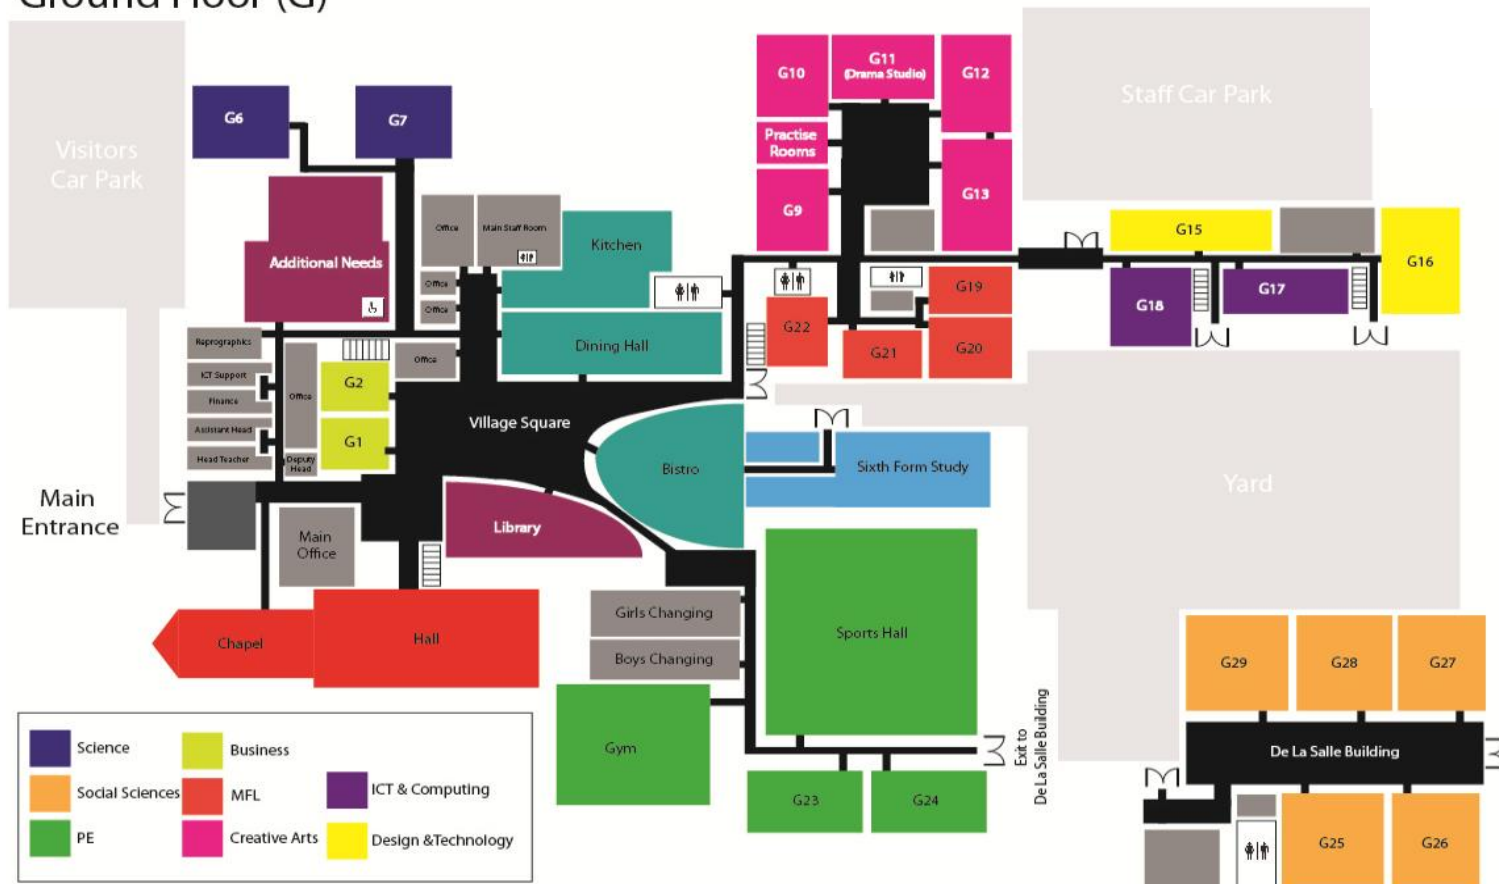 Ground Floor (G)
Visitors
Car Park
G6
G7
G10
G11
(Drama Studio)
G12
Staff Car Park
Practise
Rooms
G9
G13
Additional Needs
Office
Main Staff Room
Kitchen
Office
Office
G15
G16
G18
G17
G19
G22
G21
G20
Reprographics
ICT Support
Finance
Assistant Head
Head Teacher
Office
Deputy
Head
G2
G1
Office
Dining Hall
Village Square
Bistro
Sixth Form Study
Yard
Main
Entrance
Main
Office
Library
Chapel
Hall
Girls Changing
Boys Changing
Sports Hall
Gym
G23
G24
Exit to
De La Salle Building
G29
G28
G27
De La Salle Building
G25
G26
Science
Social Sciences
PE
Business
MFL
Creative Arts
ICT & Computing
Design &Technology